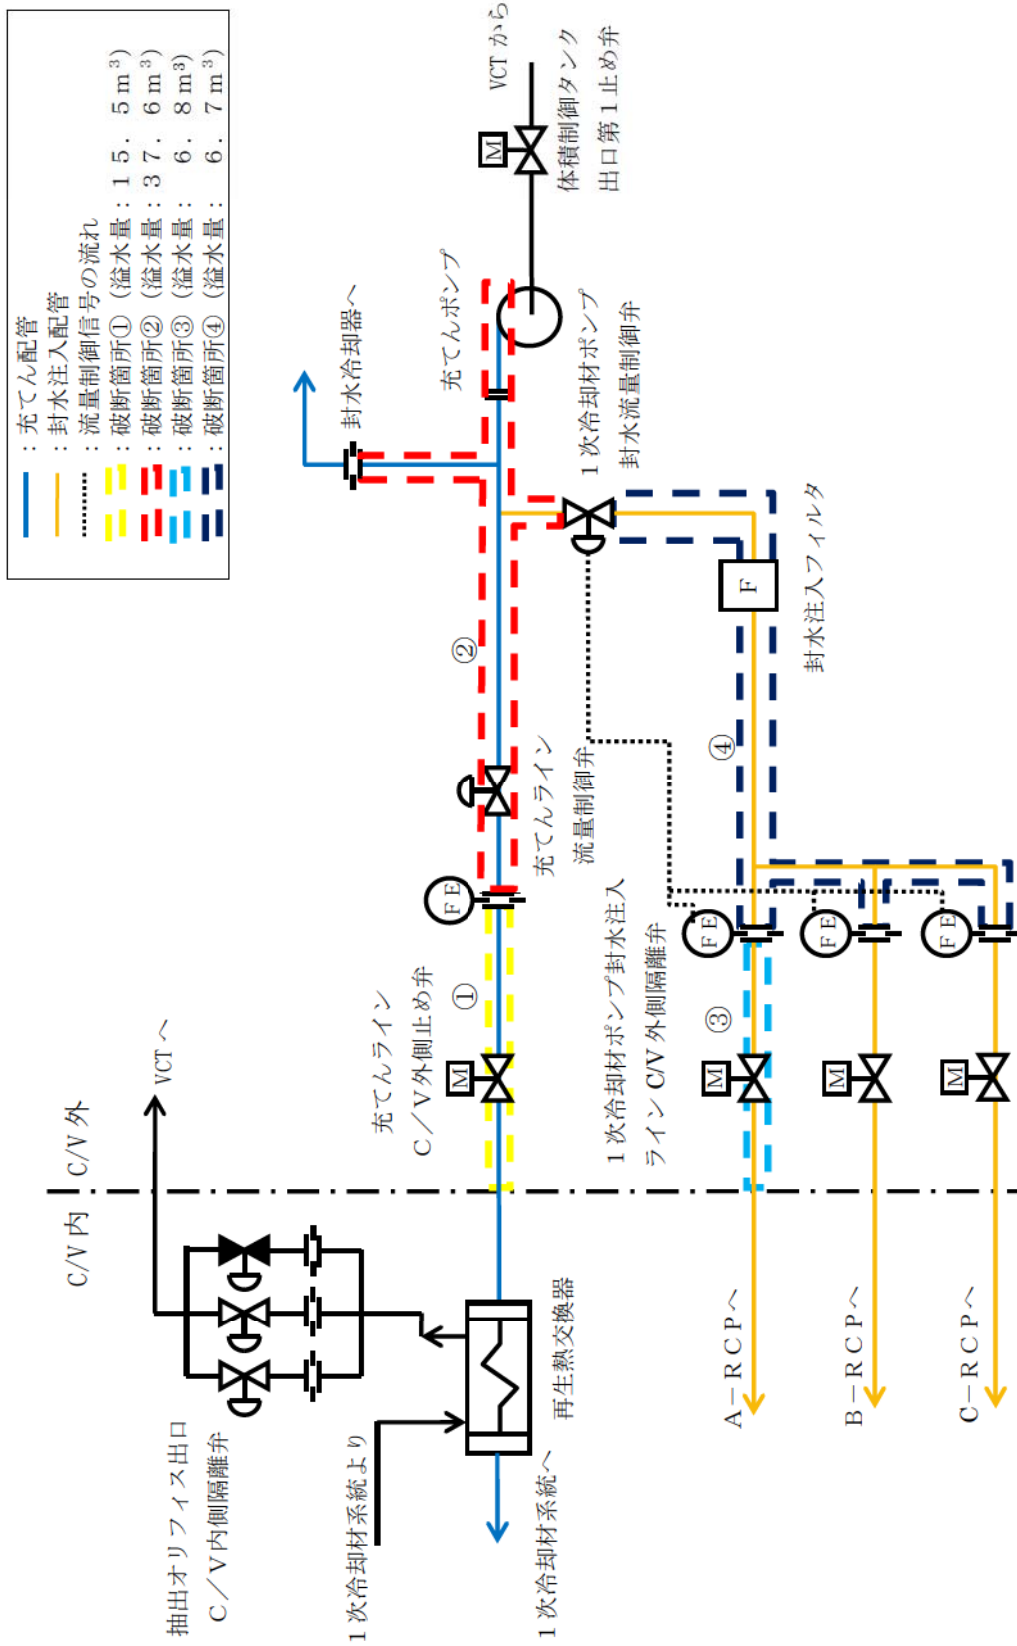 ：充てん配管
：封水注入配管
：流量制御信号の流れ
：破断箇所①（溢水量：１５．５ｍ³）
：破断箇所②（溢水量：３７．６ｍ³）
：破断箇所③（溢水量：６．８ｍ³）
：破断箇所④（溢水量：６．７ｍ³）
C/V内
C/V外
VCTへ
抽出オリフィス出口
Ｃ／Ｖ内側隔離弁
１次冷却材系統より
１次冷却材系統へ
再生熱交換器
充てんライン
Ｃ／Ｖ外側止め弁
M
①
ＦＥ
充てんライン
流量制御弁
②
封水冷却器へ
充てんポンプ
VCTから
M
体積制御タンク
出口第１止め弁
１次冷却材ポンプ
封水流量制御弁
F
封水注入フィルタ
④
１次冷却材ポンプ封水注入
ラインC/V外側隔離弁
③
M
ＦＥ
M
ＦＥ
M
ＦＥ
Ａ－ＲＣＰへ
Ｂ－ＲＣＰへ
Ｃ－ＲＣＰへ